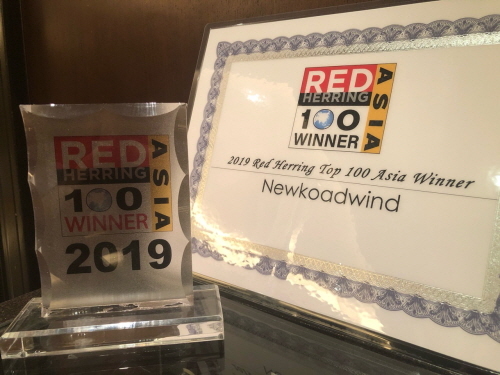 RED
HERRING
100
WINNER
ASIA
2019
RED
HERRING
100
WINNER
ASIA
2019 Red Herring Top 100 Asia Winner
Newkoadwind